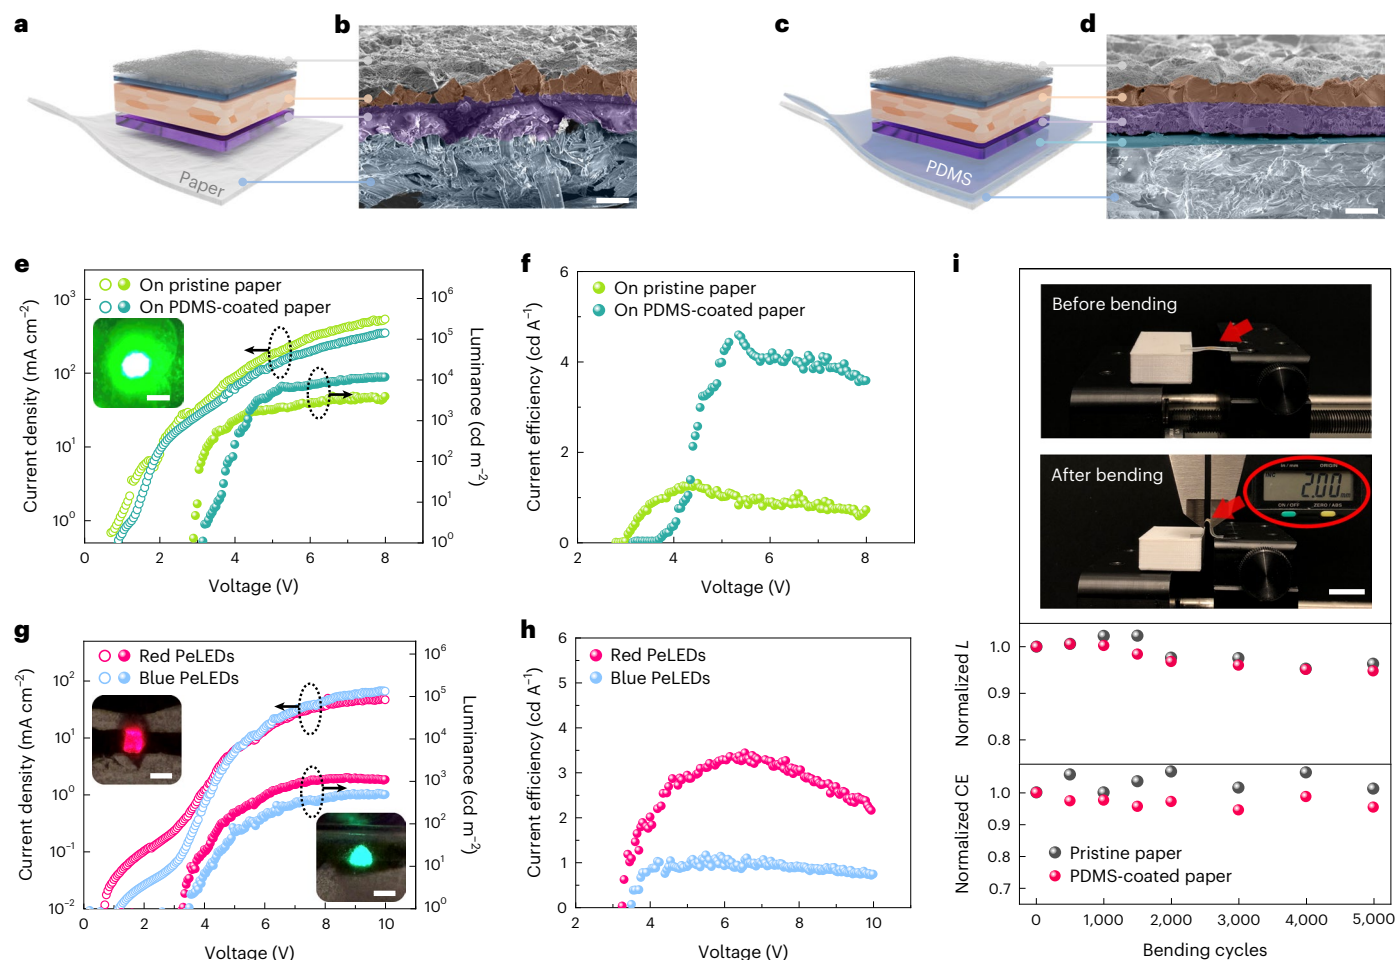 a
b
c
d
Paper
PDMS
e
On pristine paper
On PDMS-coated paper
Current density (mA cm⁻²)
10³
10²
10¹
10⁰
10⁶
10⁵
10⁴
10³
10²
10¹
10⁰
Luminance (cd m⁻²)
0 2 4 6 8
Voltage (V)
f
On pristine paper
On PDMS-coated paper
Current efficiency (cd A⁻¹)
6
4
2
0
2 4 6 8
Voltage (V)
g
Red PeLEDs
Blue PeLEDs
Current density (mA cm⁻²)
10²
10¹
10⁰
10⁻¹
10⁻²
10⁶
10⁵
10⁴
10³
10²
10¹
10⁰
Luminance (cd m⁻²)
0 2 4 6 8 10
Voltage (V)
h
Red PeLEDs
Blue PeLEDs
Current efficiency (cd A⁻¹)
6
5
4
3
2
1
0
4 6 8 10
Voltage (V)
i
Before bending
After bending
ORIGIN
2.00
ON/OFF ZERO/ABS
Normalized L
1.0
0.9
0.8
Normalized CE
1.0
0.9
0.8
0.7
Pristine paper
PDMS-coated paper
0 1,000 2,000 3,000 4,000 5,000
Bending cycles